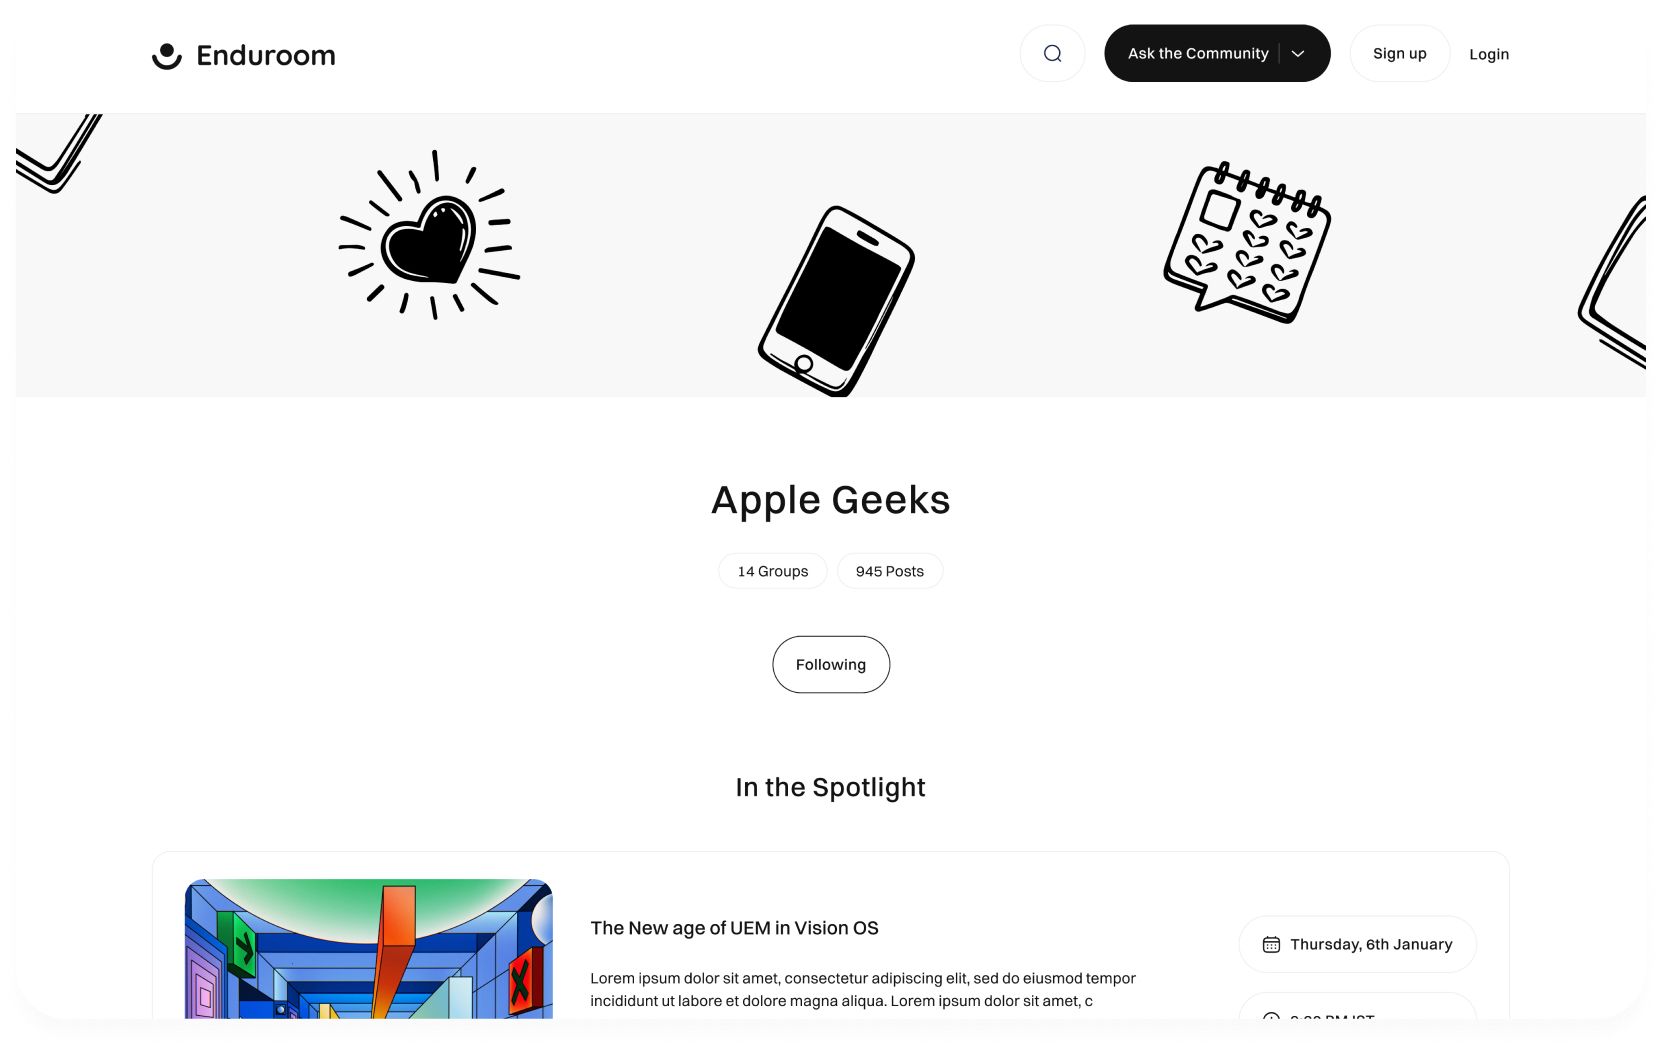 Enduroom
Ask the Community
Sign up
Login
Apple Geeks
14 Groups
945 Posts
Following
In the Spotlight
The New age of UEM in Vision OS
Thursday, 6th January
Lorem ipsum dolor sit amet, consectetur adipiscing elit, sed do eiusmod tempor
incididunt ut labore et dolore magna aliqua. Lorem ipsum dolor sit amet, c